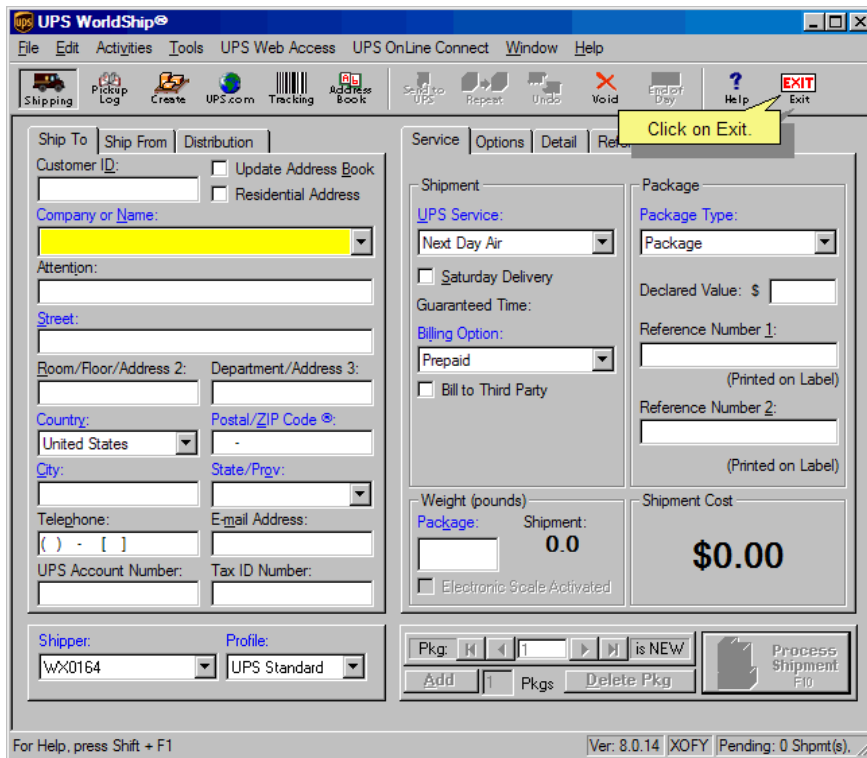 ups UPS WorldShip®
File Edit Activities Tools UPS Web Access UPS OnLine Connect Window Help
Shipping Pickup Log Create UPS.com Tracking Address Book Send to UPS Repeat Undo Void End of Day Help EXIT Exit
Click on Exit.
Ship To Ship From Distribution
Customer ID:
Update Address Book
Residential Address
Company or Name:
Attention:
Street:
Room/Floor/Address 2: Department/Address 3:
Country: Postal/ZIP Code ®:
United States -
City: State/Prov:
Telephone: E-mail Address:
( ) - [ ]
UPS Account Number: Tax ID Number:
Shipper: Profile:
WX0164 UPS Standard
Service Options Detail
Shipment
UPS Service:
Next Day Air
Saturday Delivery
Guaranteed Time:
Billing Option:
Prepaid
Bill to Third Party
Package
Package Type:
Package
Declared Value: $
Reference Number 1:
(Printed on Label)
Reference Number 2:
(Printed on Label)
Weight (pounds)
Package: Shipment:
0.0
Electronic Scale Activated
Shipment Cost
$0.00
Pkg: 1 is NEW
Add 1 Pkgs Delete Pkg
Process
Shipment
F10
For Help, press Shift + F1
Ver: 8.0.14 XOFY Pending: 0 Shpmt(s),